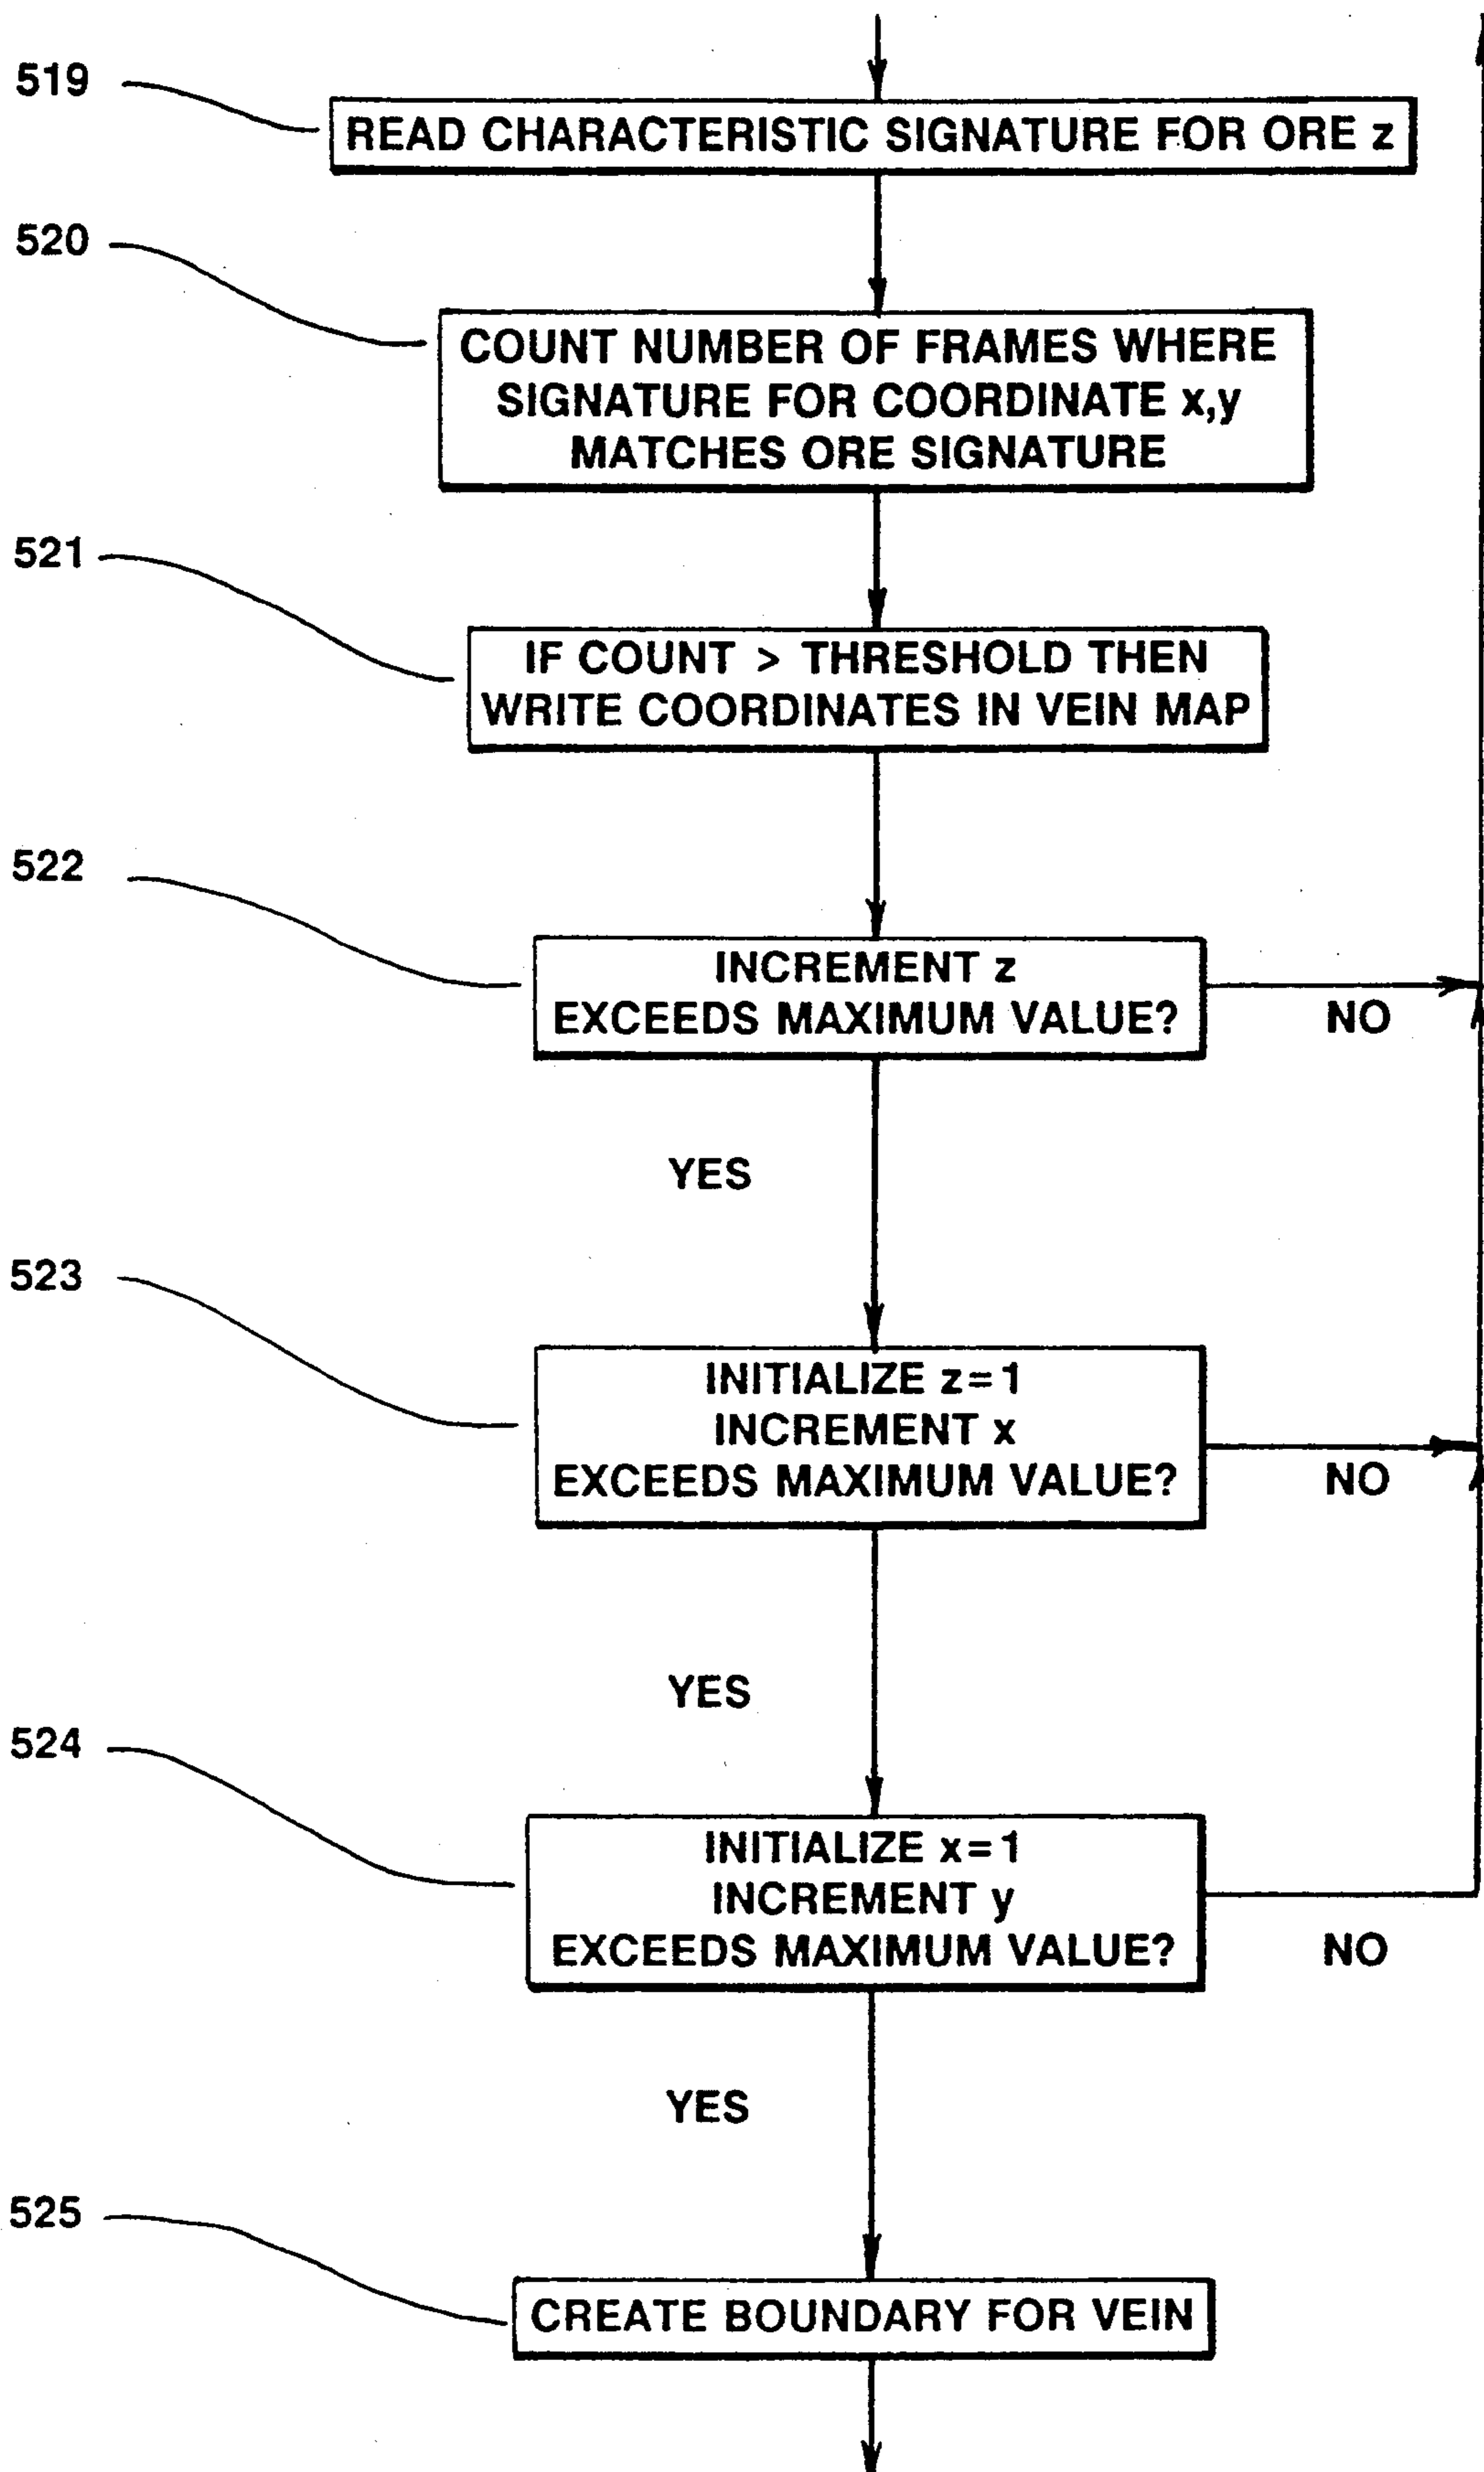 519
READ CHARACTERISTIC SIGNATURE FOR ORE z
520
COUNT NUMBER OF FRAMES WHERE
SIGNATURE FOR COORDINATE x,y
MATCHES ORE SIGNATURE
521
IF COUNT > THRESHOLD THEN
WRITE COORDINATES IN VEIN MAP
522
INCREMENT z
EXCEEDS MAXIMUM VALUE?
NO
YES
523
INITIALIZE z=1
INCREMENT x
EXCEEDS MAXIMUM VALUE?
NO
YES
524
INITIALIZE x=1
INCREMENT y
EXCEEDS MAXIMUM VALUE?
NO
YES
525
CREATE BOUNDARY FOR VEIN